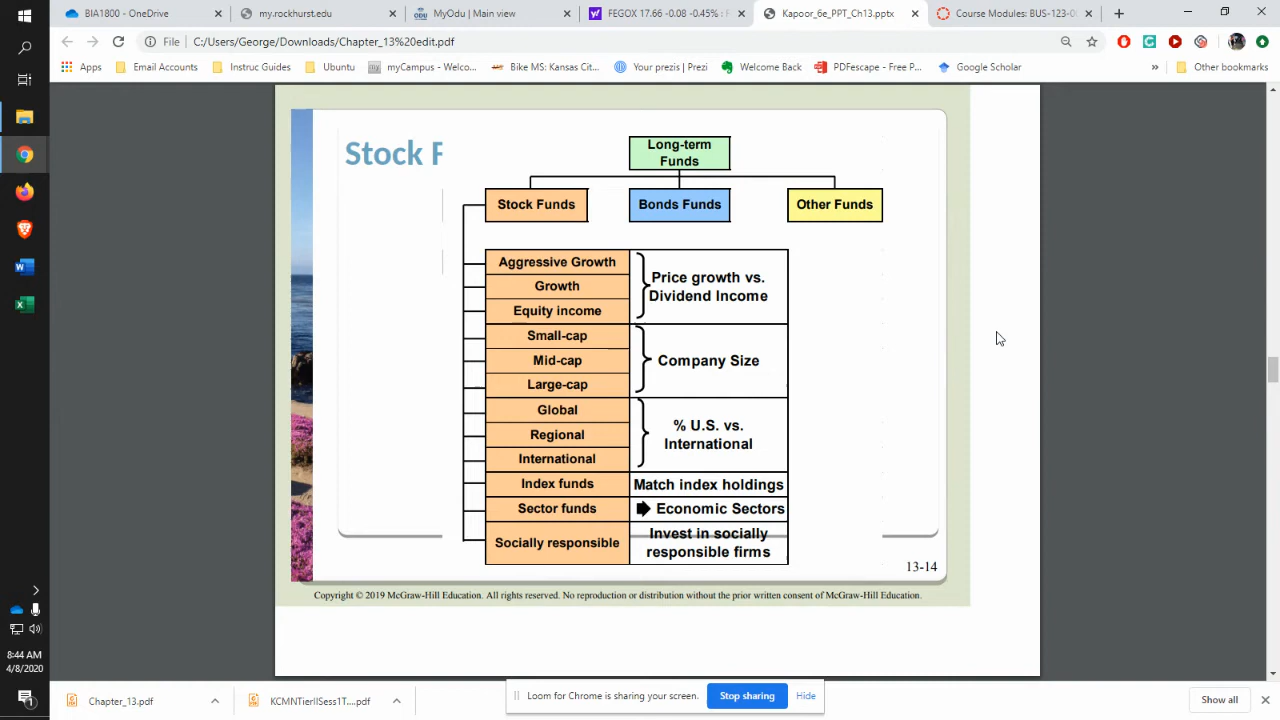 BIA1800 - OneDrive
my.rockhurst.edu
MyOdu | Main view
FEGOX 17.66 -0.08 -0.45% : F
Kapoor_6e_PPT_Ch13.pptx
Course Modules: BUS-123-00
File
C:/Users/George/Downloads/Chapter_13%20edit.pdf
Apps
Email Accounts
Instruc Guides
Ubuntu
myCampus - Welco...
Bike MS: Kansas Cit...
Your prezis | Prezi
Welcome Back
PDFescape - Free P...
Google Scholar
»
Other bookmarks
Stock F
Long-term
Funds
Stock Funds
Bonds Funds
Other Funds
Aggressive Growth
Growth
Equity income
Price growth vs.
Dividend Income
Small-cap
Mid-cap
Large-cap
Company Size
Global
Regional
International
% U.S. vs.
International
Index funds
Match index holdings
Sector funds
Economic Sectors
Socially responsible
Invest in socially
responsible firms
13-14
Copyright © 2019 McGraw-Hill Education. All rights reserved. No reproduction or distribution without the prior written consent of McGraw-Hill Education.
8:44 AM
4/8/2020
Chapter_13.pdf
KCMNTierIISess1T....pdf
Loom for Chrome is sharing your screen.
Stop sharing
Hide
Show all